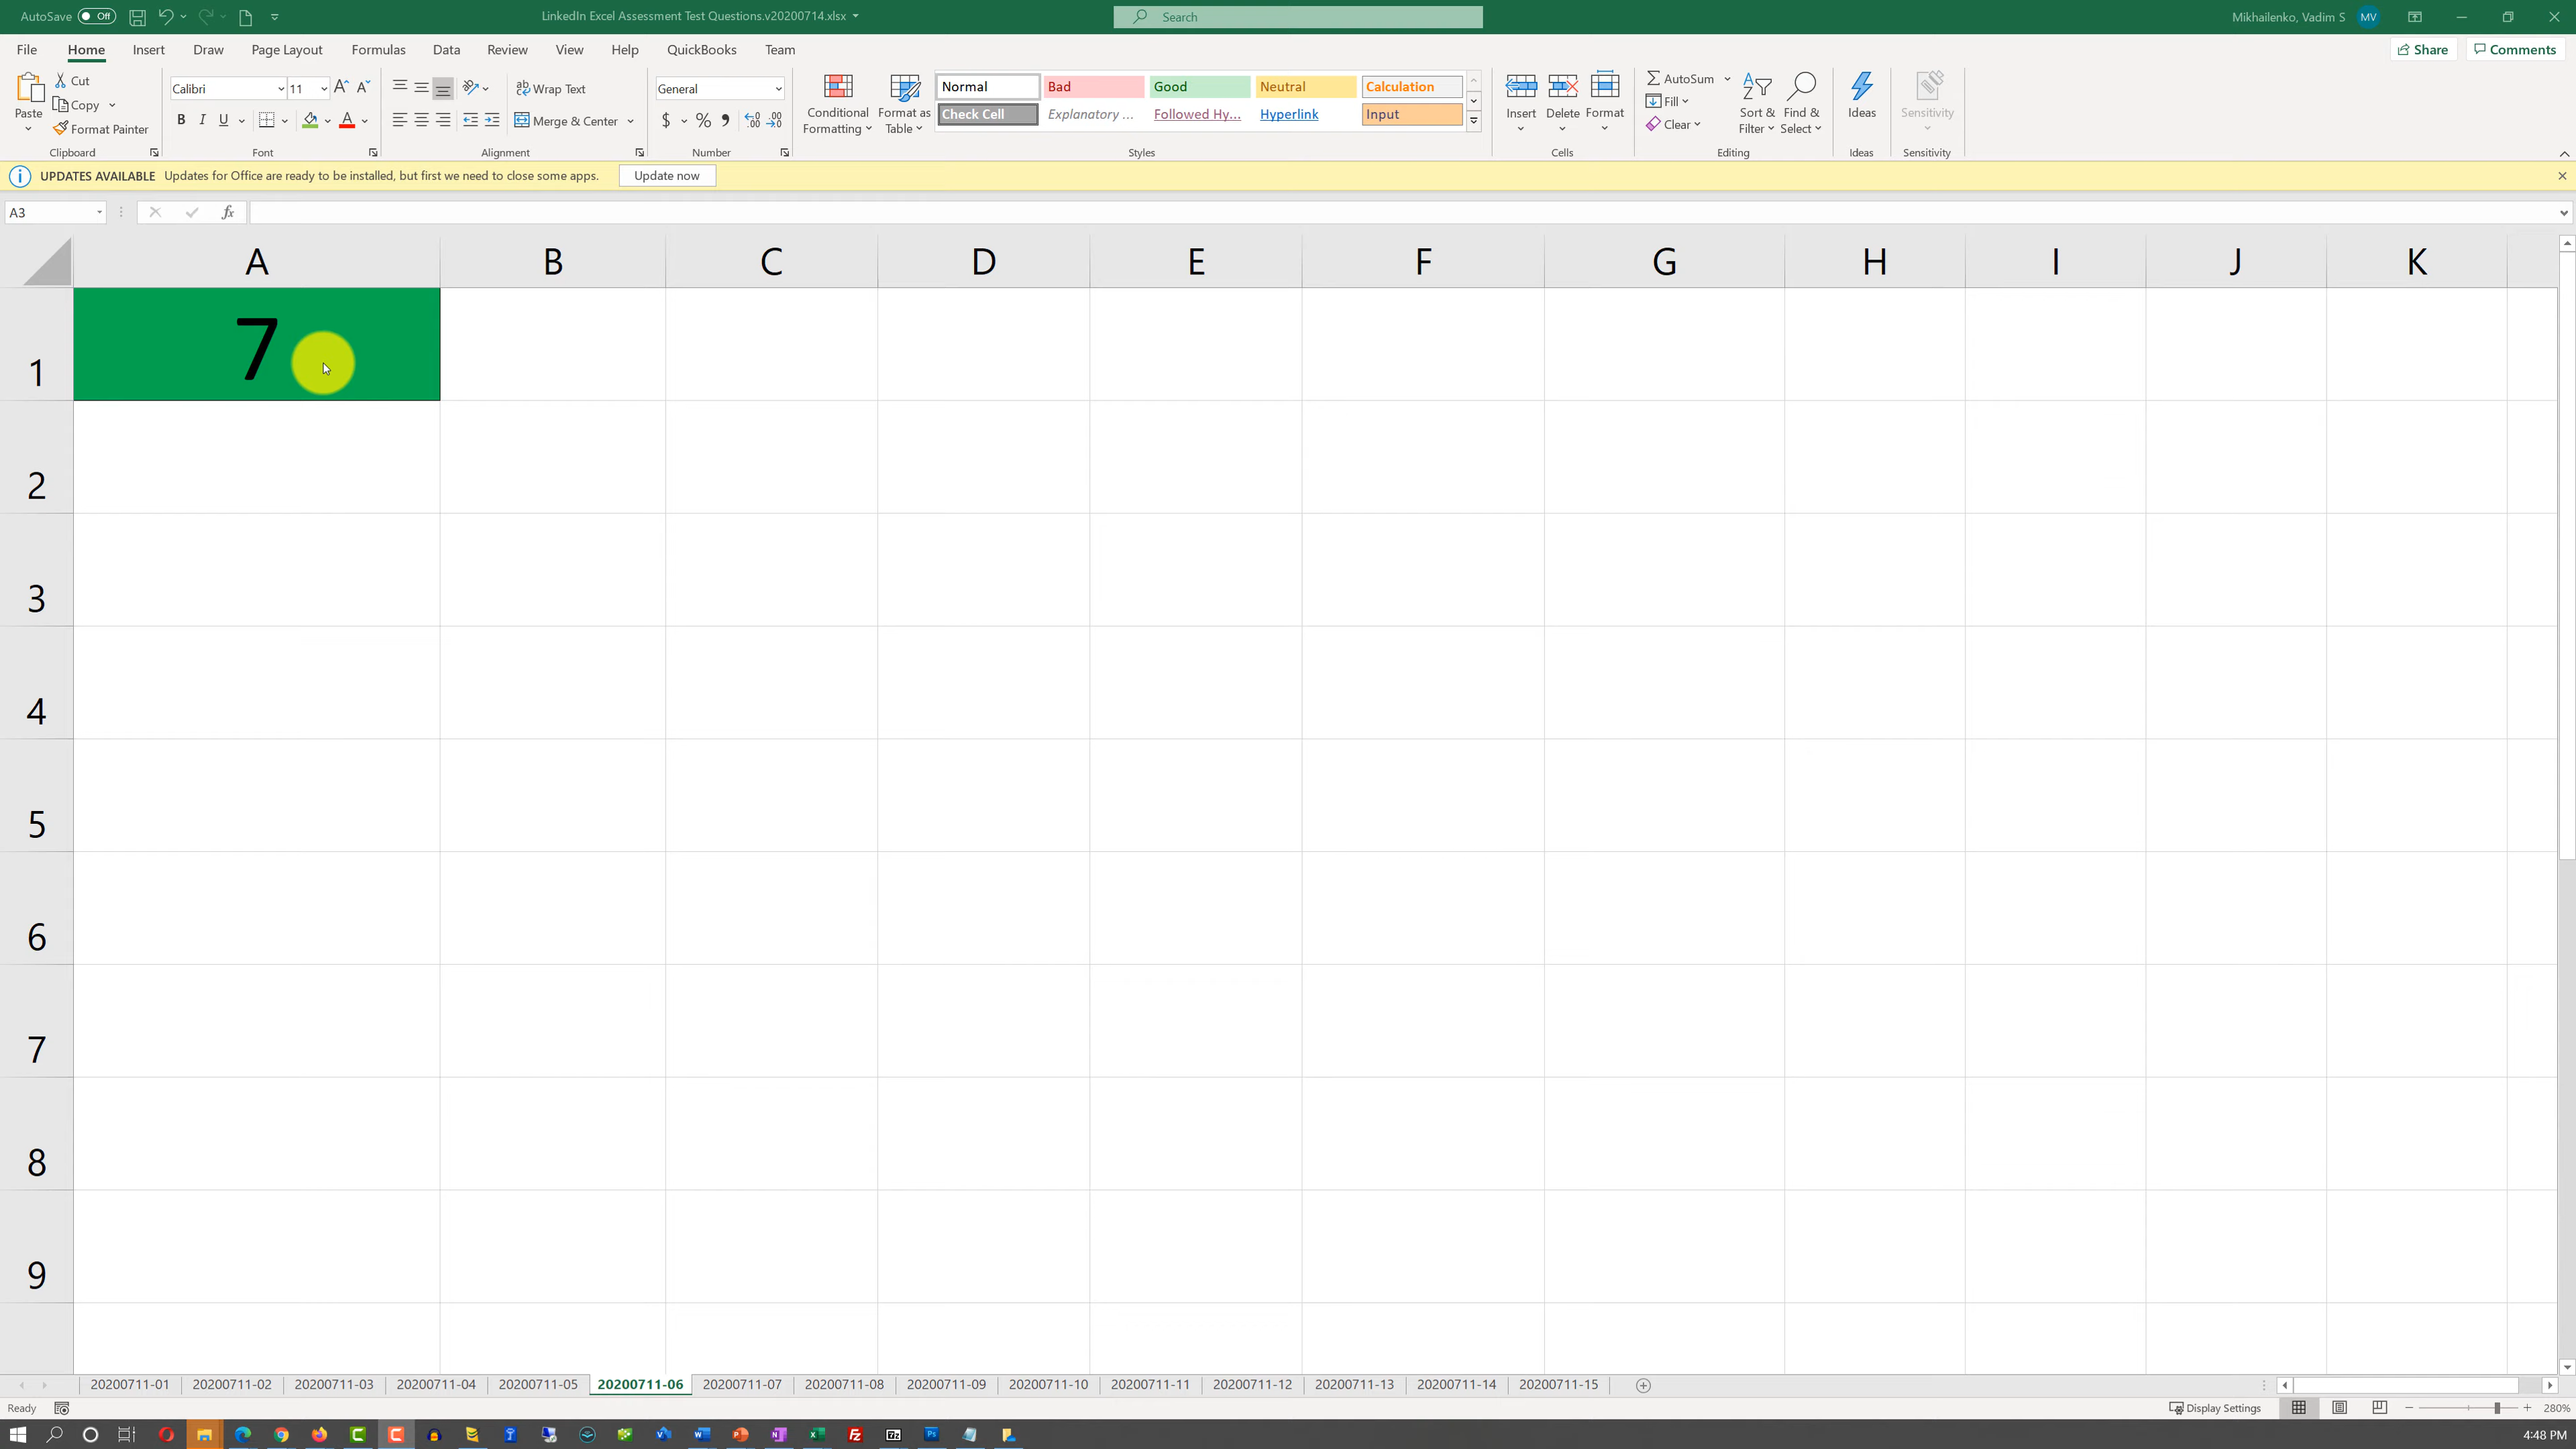 AutoSave Off LinkedIn Excel Assessment Test Questions.v20200714.xlsx Search Mikhailenko, Vadim S MV
File Home Insert Draw Page Layout Formulas Data Review View Help QuickBooks Team Share Comments
Paste Cut Copy Format Painter Clipboard
Calibri 11 B I U A Font
ab Wrap Text Merge & Center Alignment
General $ % Number
Conditional Formatting Format as Table
Normal Bad Good Neutral Calculation
Check Cell Explanatory ... Followed Hy... Hyperlink Input
Styles
Insert Delete Format Cells
AutoSum Fill Clear Sort & Filter Find & Select Editing
Ideas Ideas
Sensitivity Sensitivity
UPDATES AVAILABLE Updates for Office are ready to be installed, but first we need to close some apps. Update now
A3 fx
A B C D E F G H I J K
1 7
2
3
4
5
6
7
8
9
20200711-01 20200711-02 20200711-03 20200711-04 20200711-05 20200711-06 20200711-07 20200711-08 20200711-09 20200711-10 20200711-11 20200711-12 20200711-13 20200711-14 20200711-15
Ready Display Settings 280%
4:48 PM